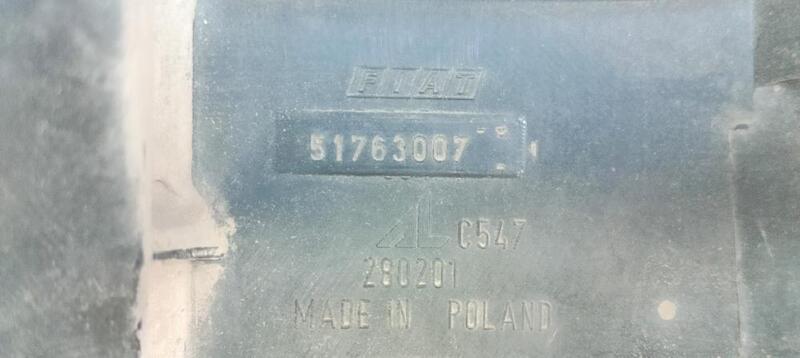 FIAT
51763007
C547
280201
MADE IN POLAND